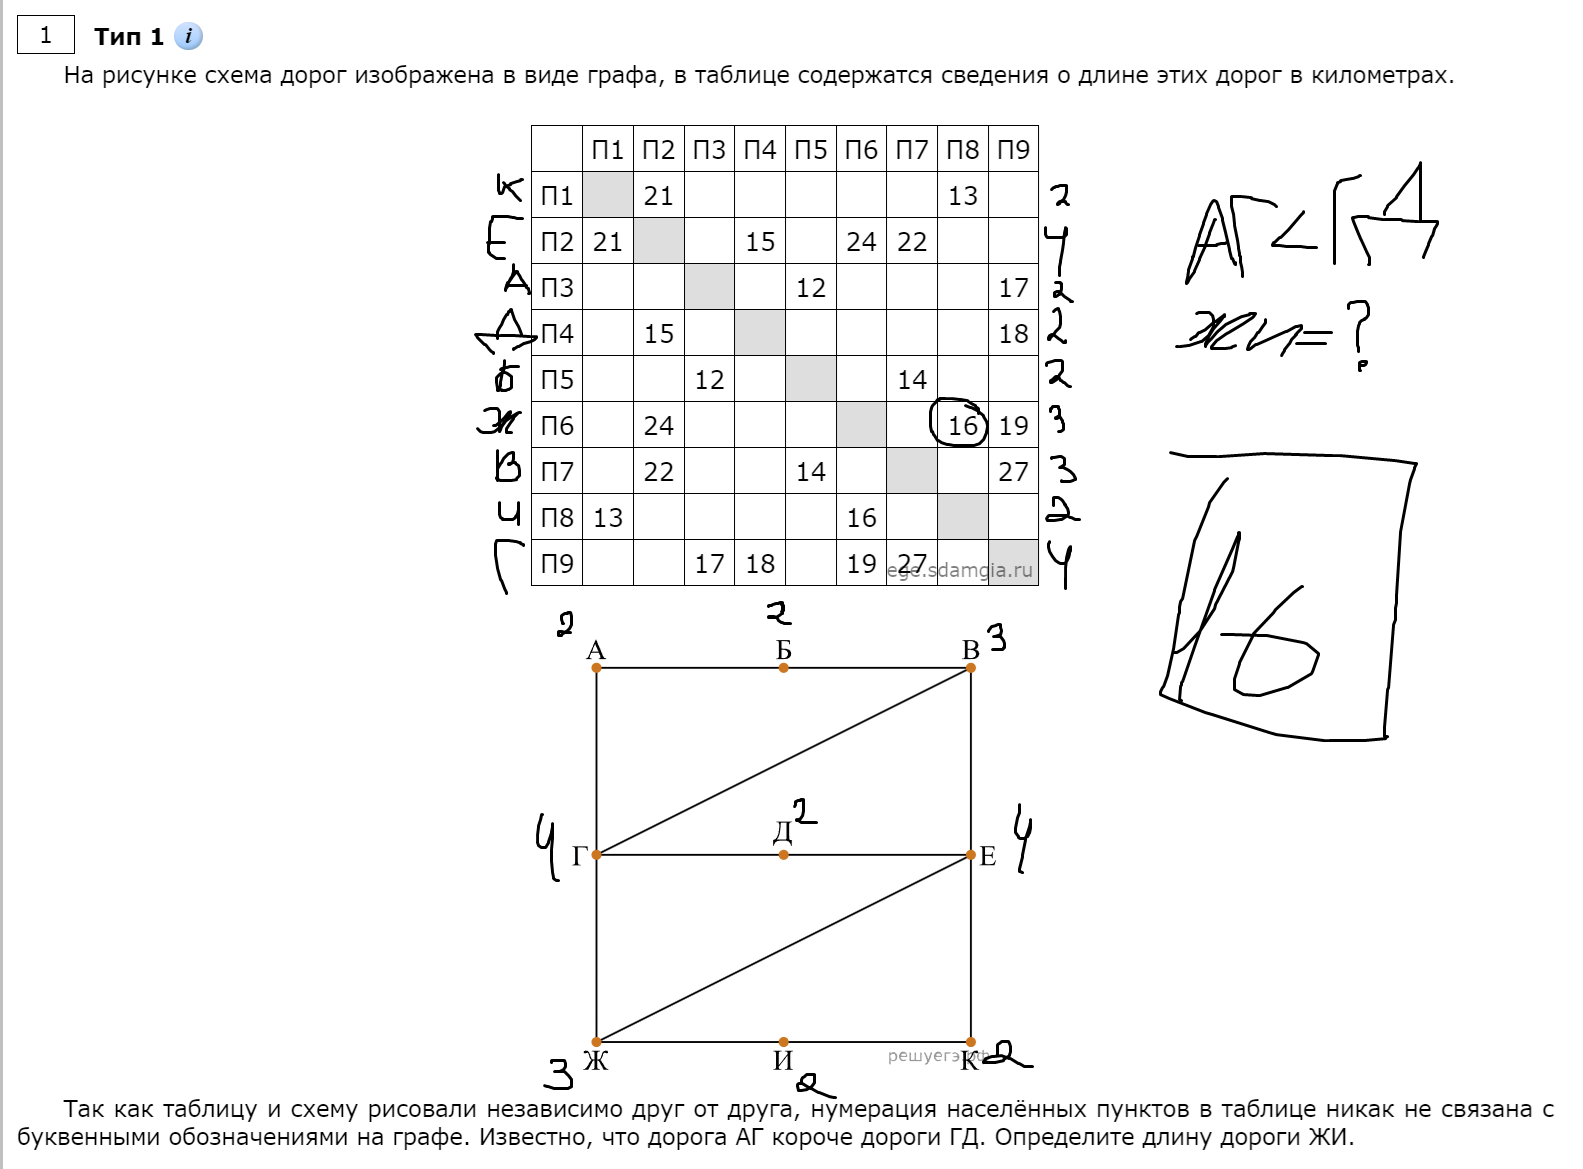 1 Тип 1 i
На рисунке схема дорог изображена в виде графа, в таблице содержатся сведения о длине этих дорог в километрах.
П1 П2 П3 П4 П5 П6 П7 П8 П9
К П1 21 13 2
Е П2 21 15 24 22 4
А П3 12 17 2
Д П4 15 18 2
Б П5 12 14 2
Ж П6 24 16 19 3
В П7 22 14 27 3
И П8 13 16 2
Г П9 17 18 19 27 4
ege.sdamgia.ru
АГ < ГД
ЖИ = ?
16
2 2 3
А Б В
4 Г Д 2 Е 4
3 Ж И 2 К 2
решуегэ.рф
Так как таблицу и схему рисовали независимо друг от друга, нумерация населённых пунктов в таблице никак не связана с
буквенными обозначениями на графе. Известно, что дорога АГ короче дороги ГД. Определите длину дороги ЖИ.